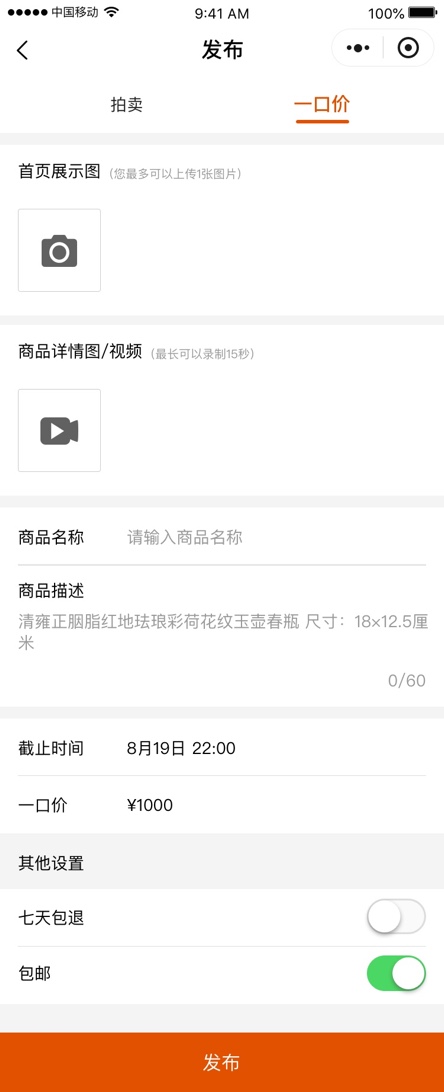 中国移动 9:41 AM 100%
发布
拍卖 一口价
首页展示图 (您最多可以上传1张图片)
商品详情图/视频 (最长可以录制15秒)
商品名称 请输入商品名称
商品描述
清雍正胭脂红地珐琅彩荷花纹玉壶春瓶 尺寸：18×12.5厘
米
0/60
截止时间 8月19日 22:00
一口价 ¥1000
其他设置
七天包退
包邮
发布